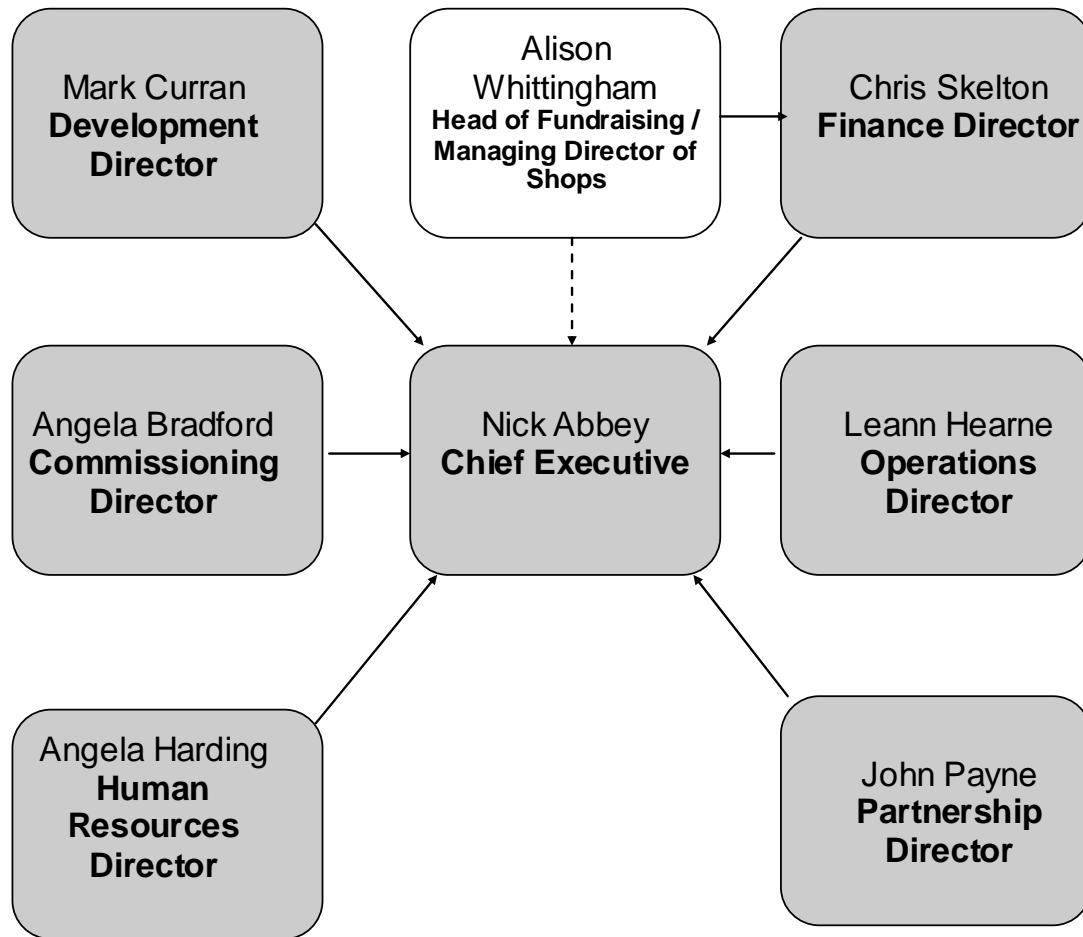 Mark Curran
Development
Director
Alison
Whittingham
Head of Fundraising /
Managing Director of
Shops
Chris Skelton
Finance Director
Angela Bradford
Commissioning
Director
Nick Abbey
Chief Executive
Leann Hearne
Operations
Director
Angela Harding
Human
Resources
Director
John Payne
Partnership
Director